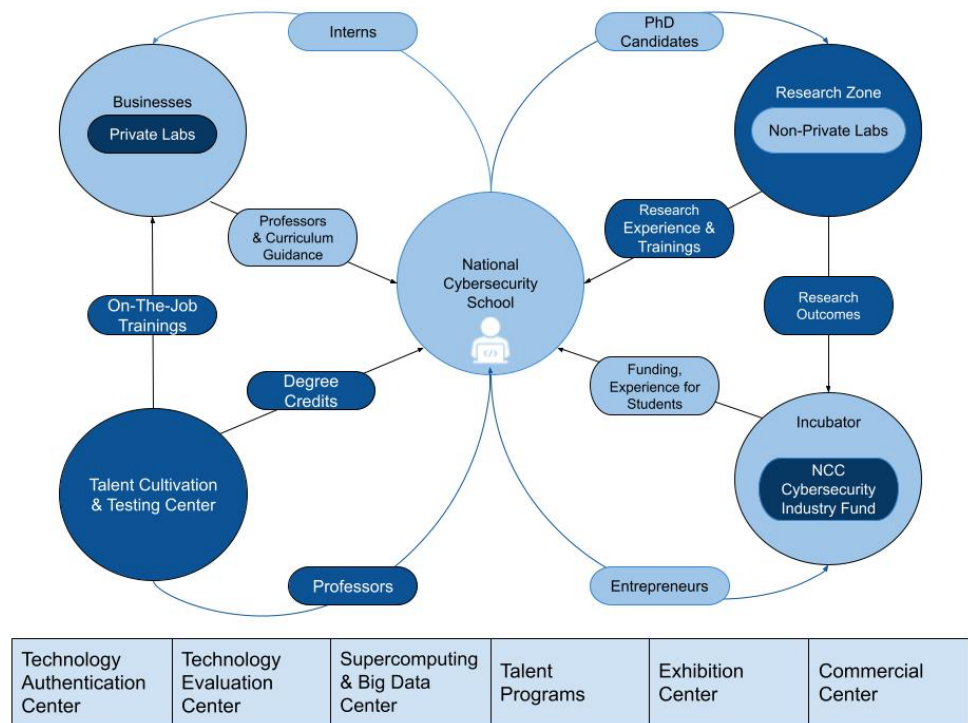 Interns
PhD
Candidates
Businesses
Private Labs
Research Zone
Non-Private Labs
Professors
& Curriculum
Guidance
Research
Experience &
Trainings
National
Cybersecurity
School
On-The-Job
Trainings
Research
Outcomes
Degree
Credits
Funding,
Experience for
Students
Incubator
NCC
Cybersecurity
Industry Fund
Talent Cultivation
& Testing Center
Professors
Entrepreneurs
Technology
Authentication
Center
Technology
Evaluation
Center
Supercomputing
& Big Data
Center
Talent
Programs
Exhibition
Center
Commercial
Center